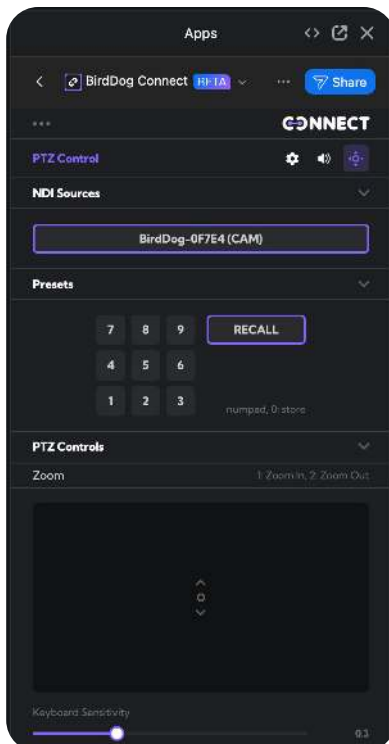 Apps
BirdDog Connect BETA
Share
CONNECT
PTZ Control
NDI Sources
BirdDog-0F7E4 (CAM)
Presets
7 8 9 RECALL
4 5 6
1 2 3
numpad, 0: store
PTZ Controls
Zoom 1: Zoom In, 2: Zoom Out
Keyboard Sensitivity
0.3